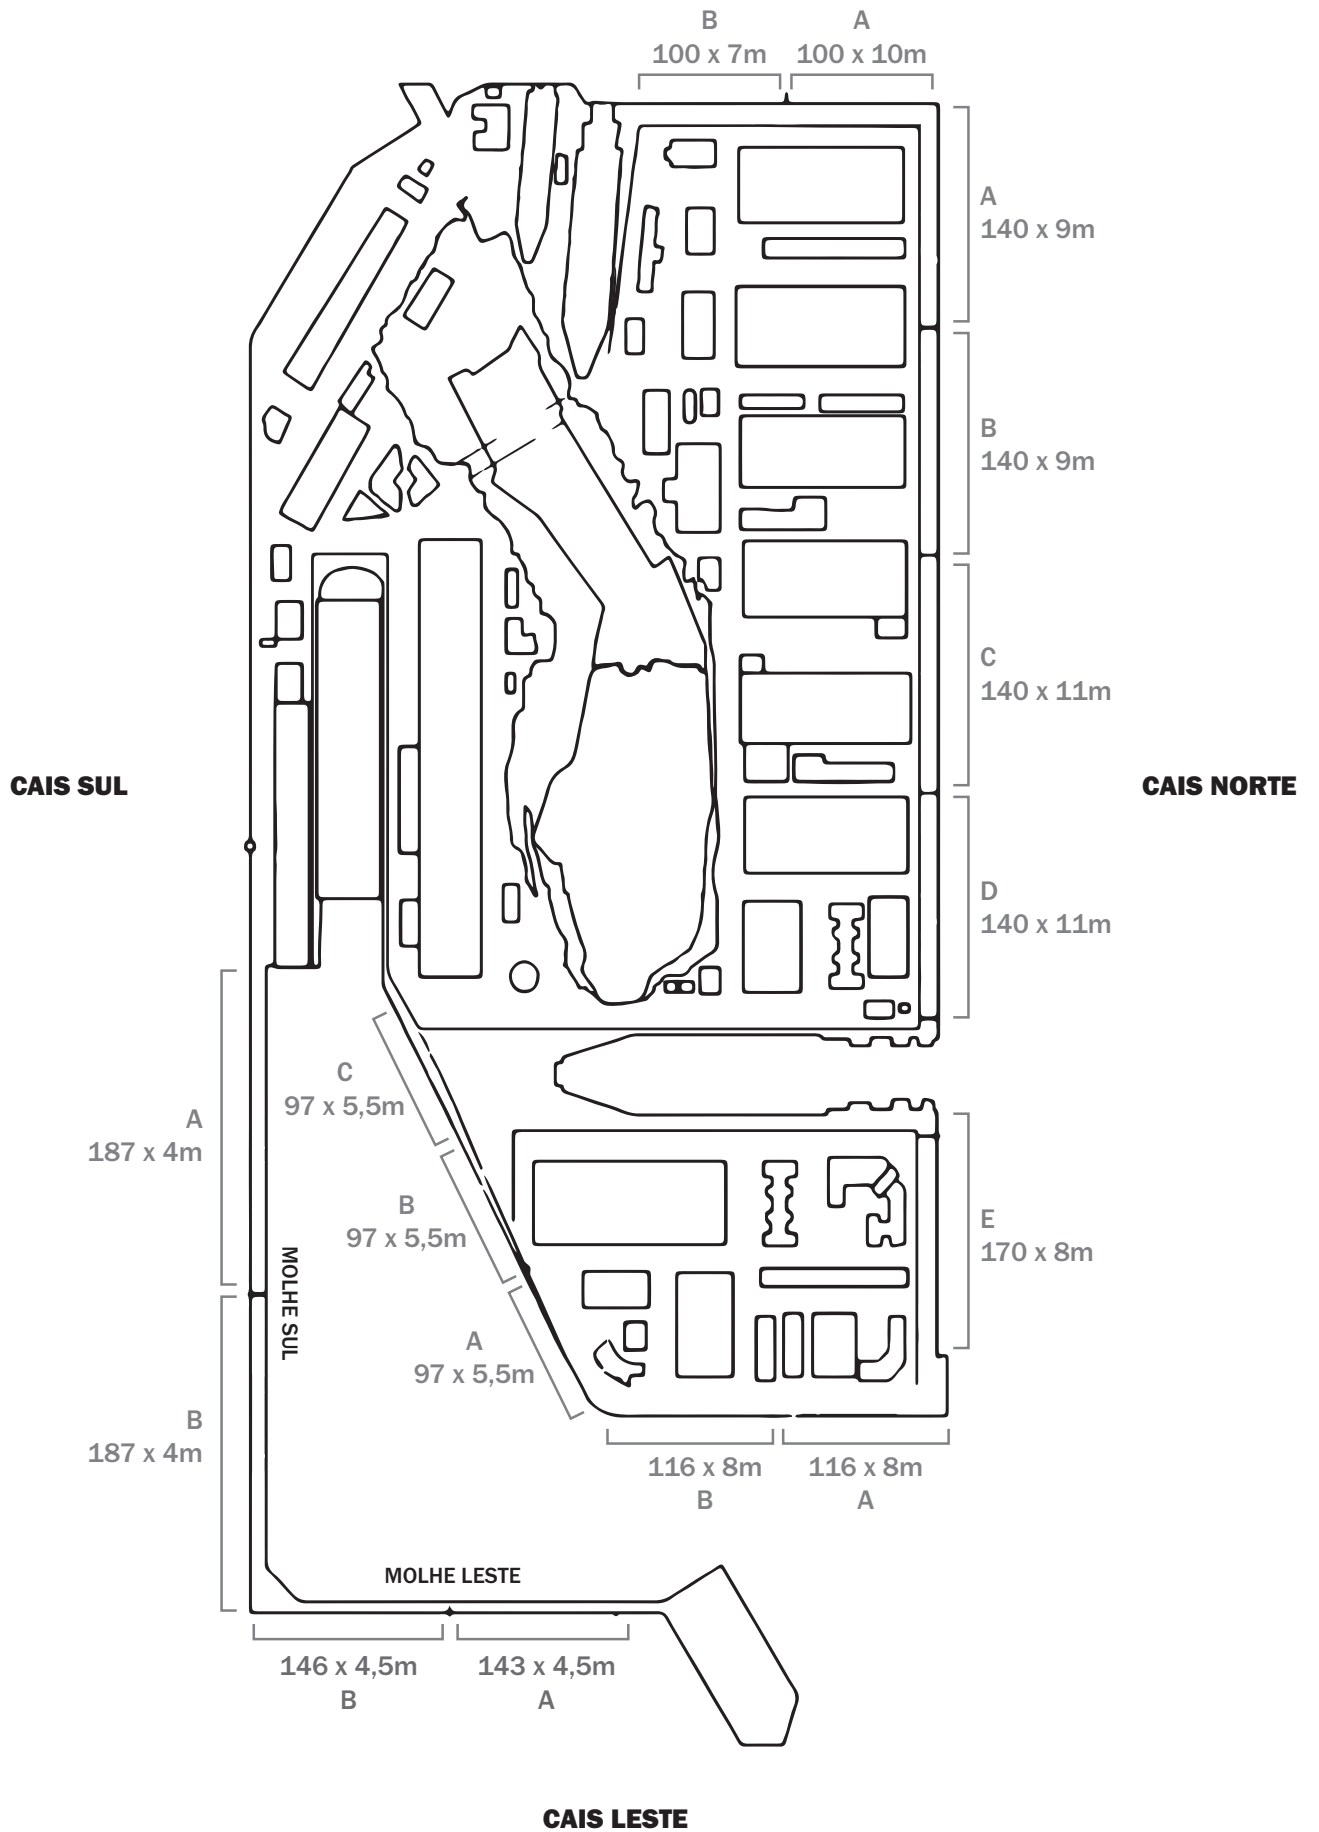 B
100 x 7m
A
100 x 10m
A
140 x 9m
B
140 x 9m
C
140 x 11m
CAIS SUL
CAIS NORTE
D
140 x 11m
C
97 x 5,5m
A
187 x 4m
B
97 x 5,5m
E
170 x 8m
MOLHE SUL
A
97 x 5,5m
B
187 x 4m
116 x 8m
B
116 x 8m
A
MOLHE LESTE
146 x 4,5m
B
143 x 4,5m
A
CAIS LESTE